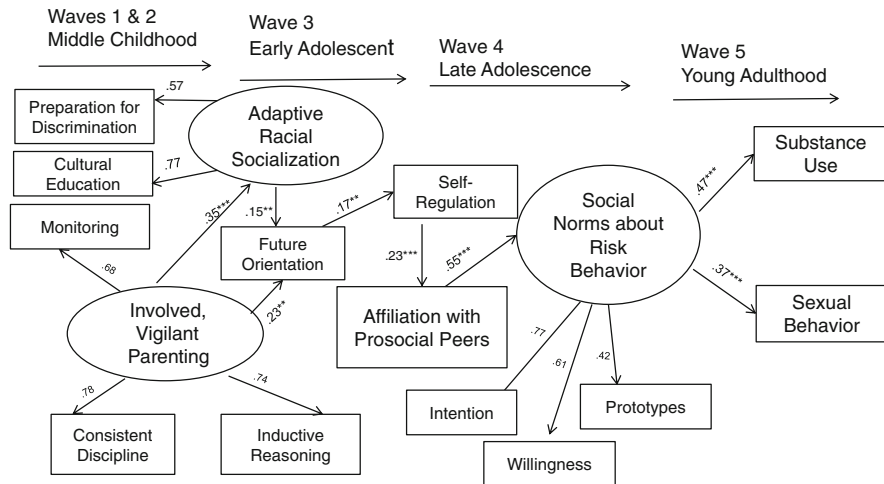 Waves 1 & 2
Middle Childhood
Wave 3
Early Adolescent
Wave 4
Late Adolescence
Wave 5
Young Adulthood
Preparation for
Discrimination
.57
Adaptive
Racial
Socialization
Cultural
Education
.77
Monitoring
.68
.35***
.15**
Future
Orientation
.17**
Self-
Regulation
.23***
.55***
Social
Norms about
Risk
Behavior
.47***
Substance
Use
.37***
Sexual
Behavior
Involved,
Vigilant
Parenting
.23**
Affiliation with
Prosocial Peers
.78
.74
Consistent
Discipline
Inductive
Reasoning
.77
.61
.42
Intention
Willingness
Prototypes